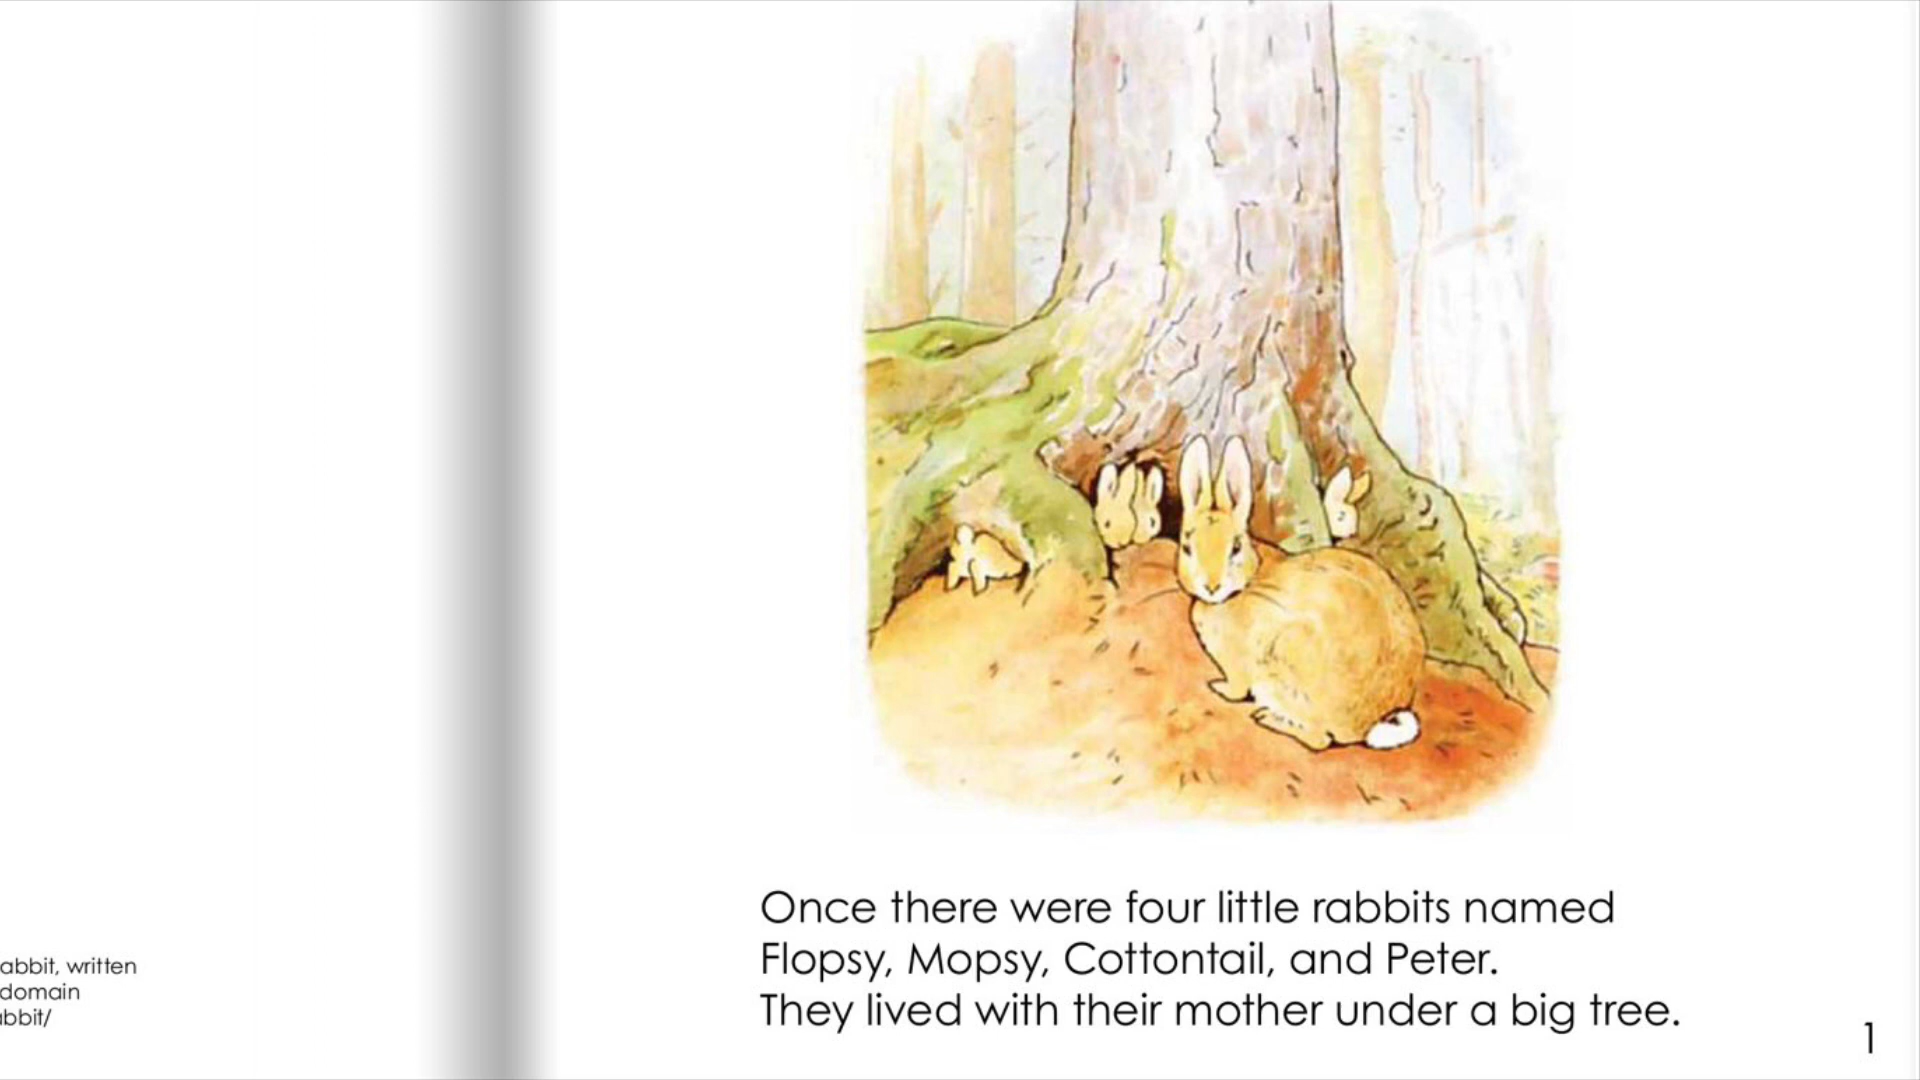 abbit, written
domain
abbit/
Once there were four little rabbits named
Flopsy, Mopsy, Cottontail, and Peter.
They lived with their mother under a big tree.
1